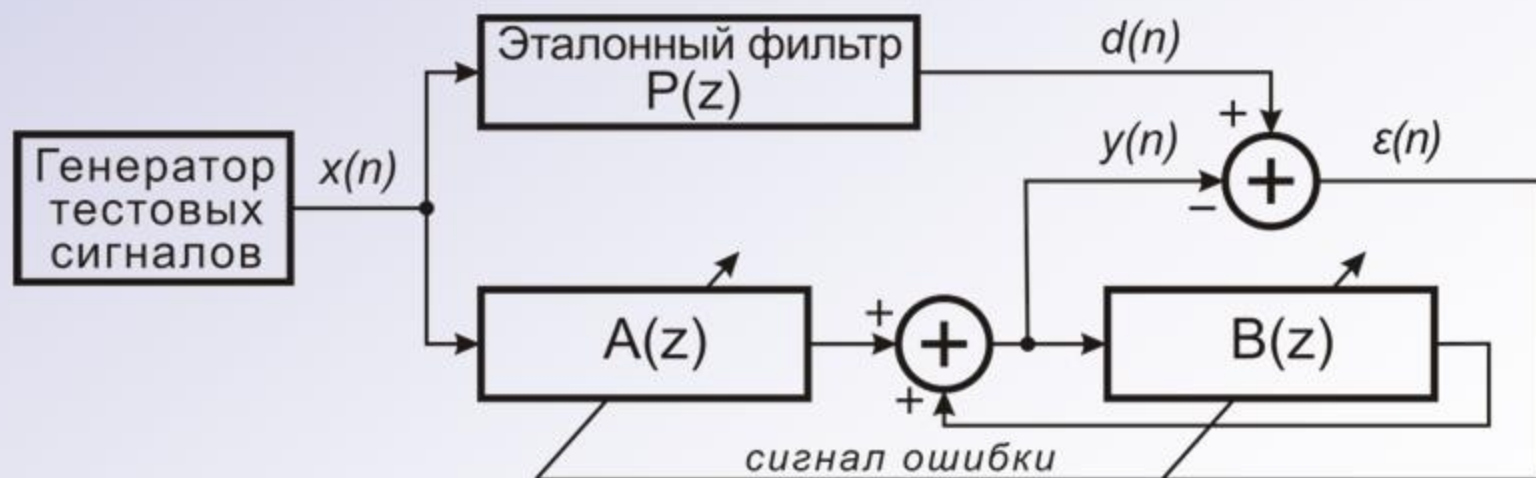 Эталонный фильтр
P(z)
d(n)
+
y(n)
ε(n)
Генератор
тестовых
сигналов
x(n)
+
−
A(z)
+
+
+
B(z)
сигнал ошибки